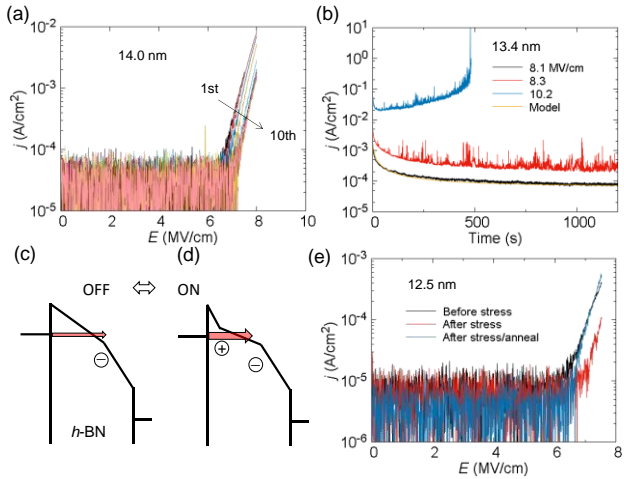 (a)
14.0 nm
1st
10th
j (A/cm²)
10⁻²
10⁻³
10⁻⁴
10⁻⁵
0 2 4 6 8 10
E (MV/cm)
(b)
13.4 nm
8.1 MV/cm
8.3
10.2
Model
j (A/cm²)
10¹
10⁰
10⁻¹
10⁻²
10⁻³
10⁻⁴
10⁻⁵
0 500 1000
Time (s)
(c)
(d)
OFF ⇔ ON
−
+
−
h-BN
(e)
12.5 nm
Before stress
After stress
After stress/anneal
j (A/cm²)
10⁻³
10⁻⁴
10⁻⁵
10⁻⁶
0 2 4 6 8
E (MV/cm)